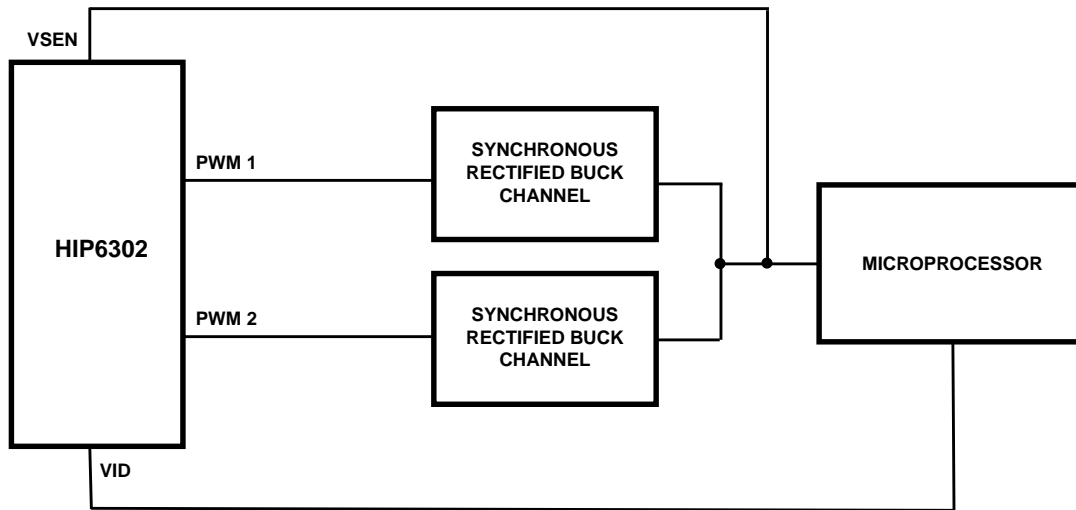 VSEN
HIP6302
PWM 1
PWM 2
VID
SYNCHRONOUS
RECTIFIED BUCK
CHANNEL
SYNCHRONOUS
RECTIFIED BUCK
CHANNEL
MICROPROCESSOR